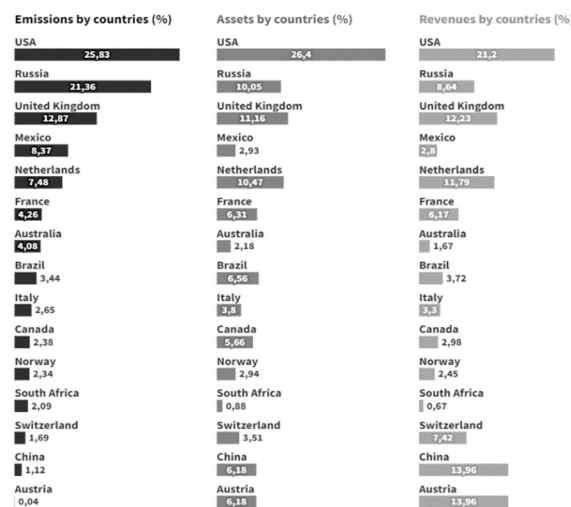 Emissions by countries (%)
USA
25,83
Russia
21,36
United Kingdom
12,87
Mexico
8,37
Netherlands
7,48
France
4,26
Australia
4,08
Brazil
3,44
Italy
2,65
Canada
2,38
Norway
2,34
South Africa
2,09
Switzerland
1,69
China
1,12
Austria
0,04
Assets by countries (%)
USA
26,4
Russia
10,05
United Kingdom
11,16
Mexico
2,93
Netherlands
10,47
France
6,31
Australia
2,18
Brazil
6,56
Italy
3,8
Canada
5,66
Norway
2,94
South Africa
0,88
Switzerland
3,51
China
6,18
Austria
6,18
Revenues by countries (%)
USA
21,2
Russia
8,64
United Kingdom
12,23
Mexico
2,8
Netherlands
11,79
France
6,17
Australia
1,67
Brazil
3,72
Italy
3,3
Canada
2,98
Norway
2,45
South Africa
0,67
Switzerland
7,42
China
13,96
Austria
13,96